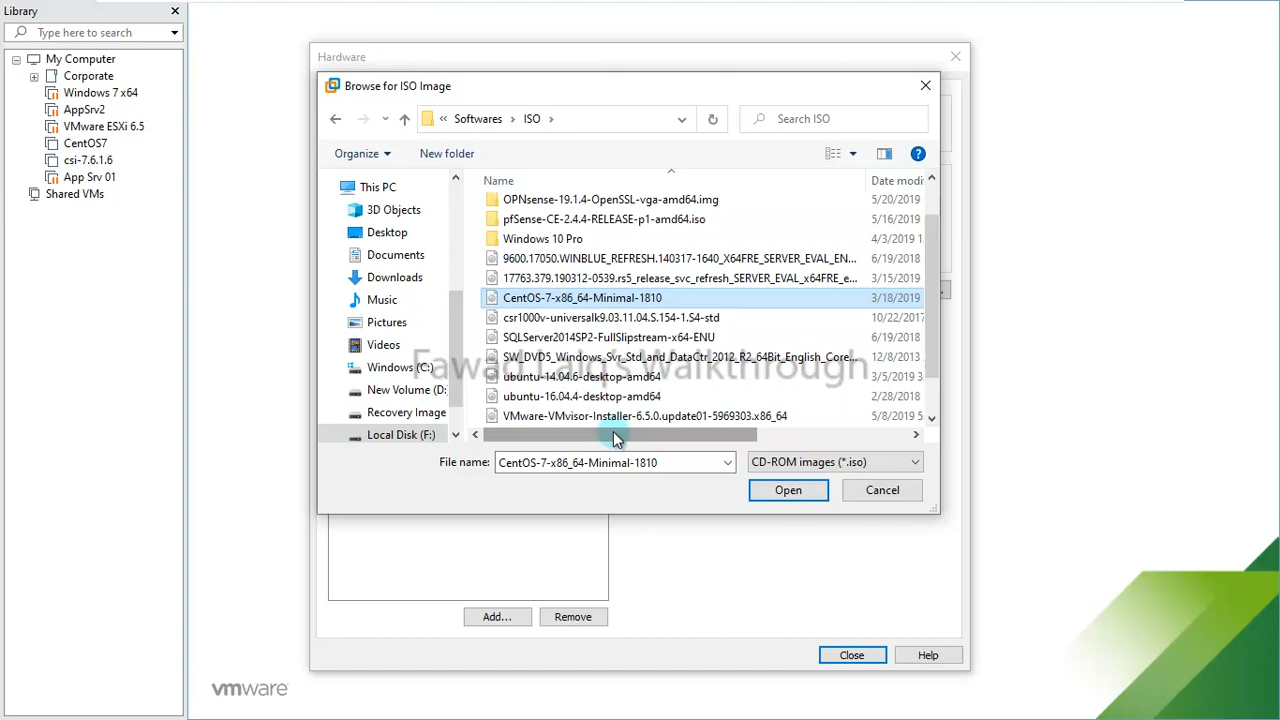 Library
Type here to search
My Computer
Corporate
Windows 7 x64
AppSrv2
VMware ESXi 6.5
CentOS7
csi-7.6.1.6
App Srv 01
Shared VMs
Hardware
Browse for ISO Image
« Softwares › ISO ›
Search ISO
Organize
New folder
This PC
3D Objects
Desktop
Documents
Downloads
Music
Pictures
Videos
Windows (C:)
New Volume (D:
Recovery Image
Local Disk (F:)
Name
Date modi
OPNsense-19.1.4-OpenSSL-vga-amd64.img
5/20/2019
pfSense-CE-2.4.4-RELEASE-p1-amd64.iso
5/16/2019
Windows 10 Pro
4/3/2019 ·
9600.17050.WINBLUE_REFRESH.140317-1640_X64FRE_SERVER_EVAL_EN...
6/19/2018
17763.379.190312-0539.rs5_release_svc_refresh_SERVER_EVAL_x64FRE_e...
3/15/2019
CentOS-7-x86_64-Minimal-1810
3/18/2019
csr1000v-universalk9.03.11.04.S.154-1.S4-std
10/22/2017
SQLServer2014SP2-FullSlipstream-x64-ENU
6/19/2018
SW_DVD5_Windows_Svr_Std_and_DataCtr_2012_R2_64Bit_English_Core...
12/8/2013
Fawad Laiq's Walkthrough
ubuntu-14.04.6-desktop-amd64
3/5/2019 3
ubuntu-16.04.4-desktop-amd64
2/28/2018
VMware-VMvisor-Installer-6.5.0.update01-5969303.x86_64
5/8/2019 5
File name: CentOS-7-x86_64-Minimal-1810
CD-ROM images (*.iso)
Open
Cancel
Add...
Remove
Close
Help
vmware